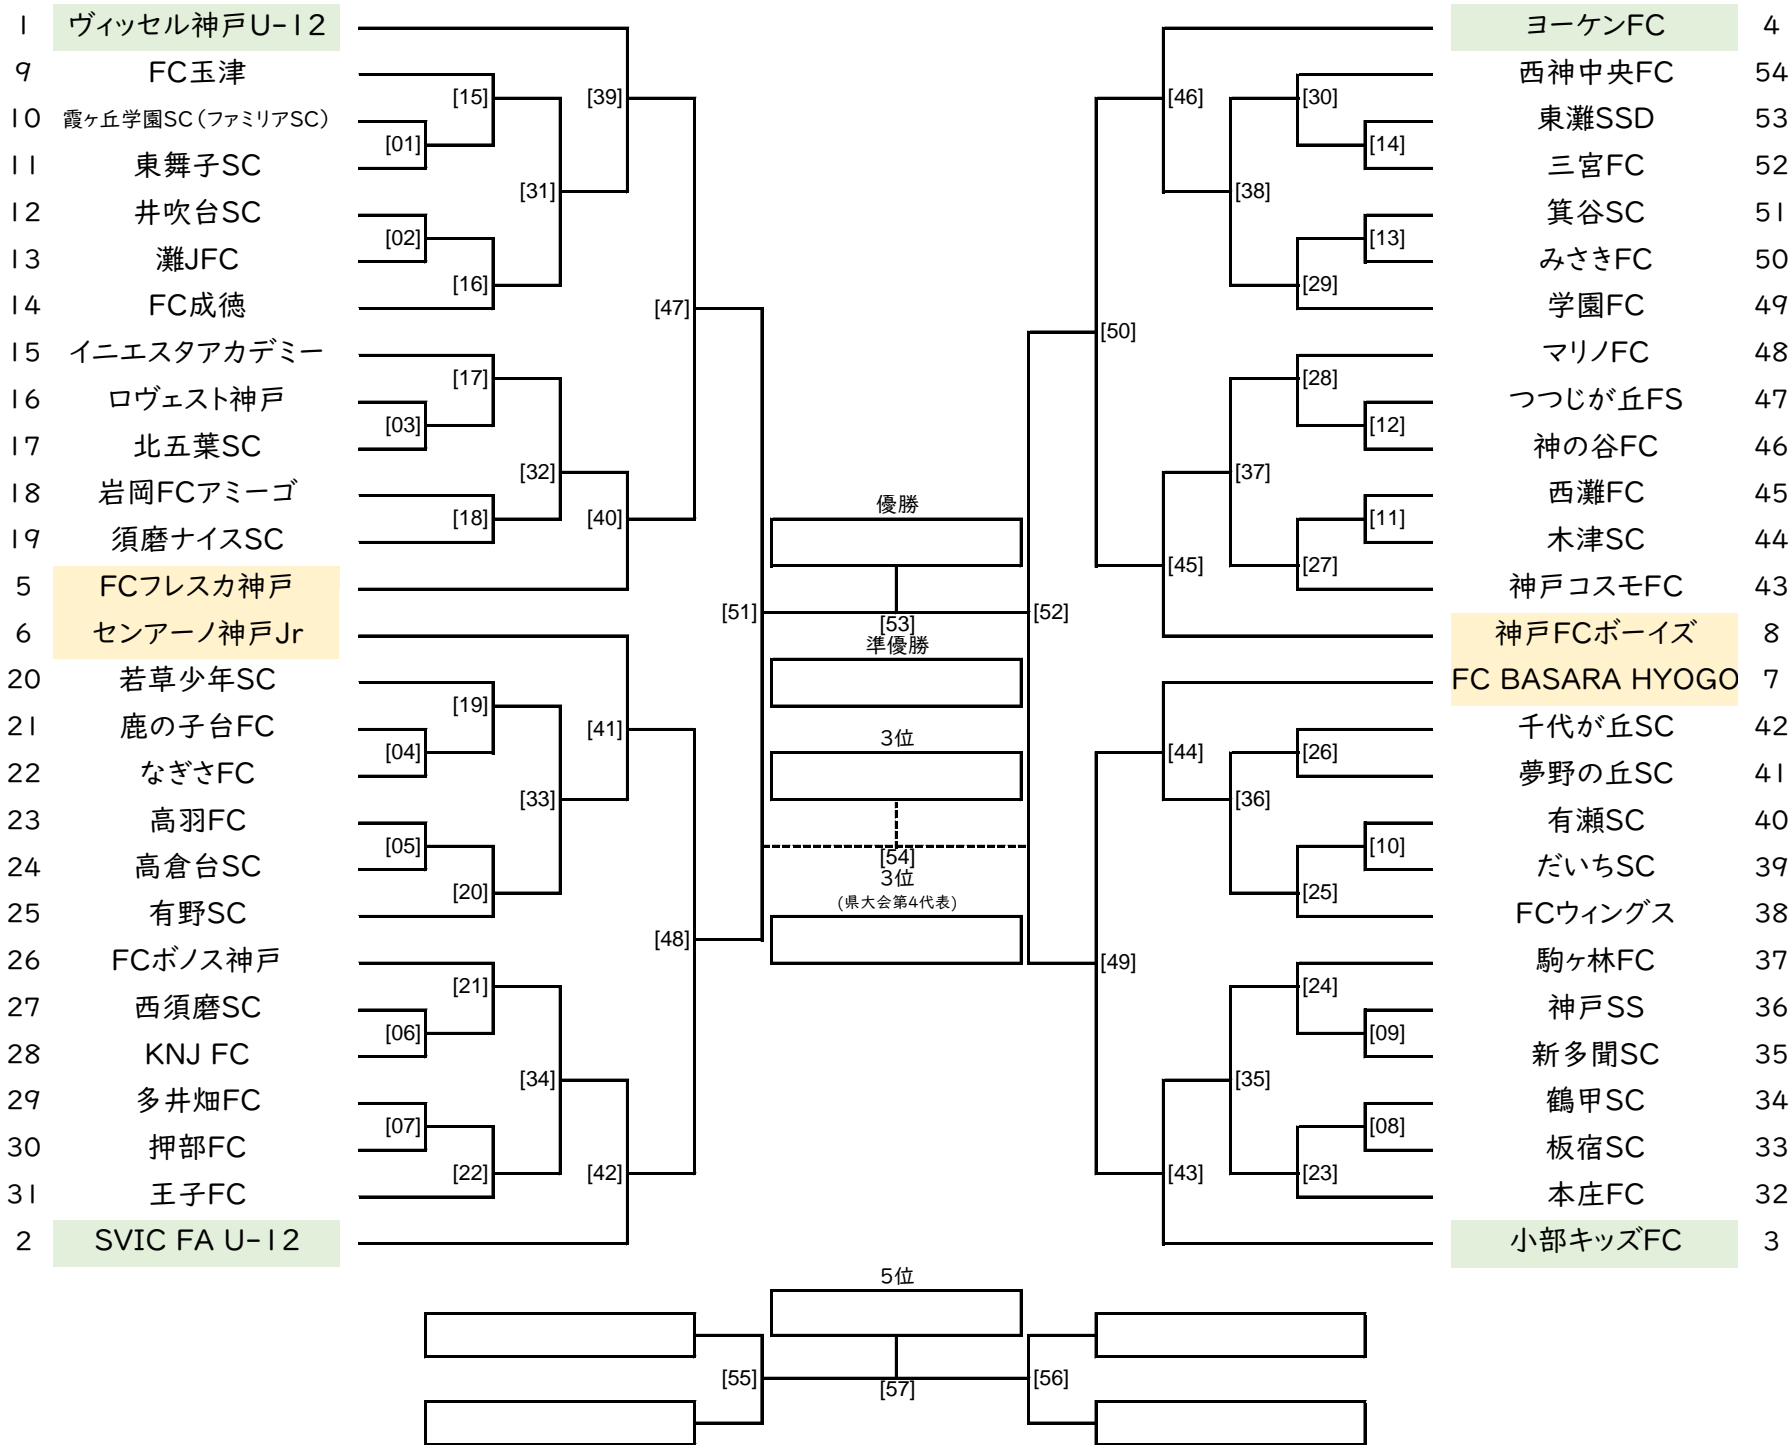 1 ヴィッセル神戸U-12
9 FC玉津
10 霞ヶ丘学園SC(ファミリアSC)
11 東舞子SC
12 井吹台SC
13 灘JFC
14 FC成徳
15 イニエスタアカデミー
16 ロヴェスト神戸
17 北五葉SC
18 岩岡FCアミーゴ
19 須磨ナイスSC
5 FCフレスカ神戸
6 センアーノ神戸Jr
20 若草少年SC
21 鹿の子台FC
22 なぎさFC
23 高羽FC
24 高倉台SC
25 有野SC
26 FCボノス神戸
27 西須磨SC
28 KNJ FC
29 多井畑FC
30 押部FC
31 王子FC
2 SVIC FA U-12
[01]
[02]
[03]
[04]
[05]
[06]
[07]
[15]
[16]
[17]
[18]
[19]
[20]
[21]
[22]
[31]
[32]
[33]
[34]
[39]
[40]
[41]
[42]
[47]
[48]
[51]
優勝
[53]
準優勝
3位
[54]
3位
(県大会第4代表)
[52]
[50]
[49]
[46]
[45]
[44]
[43]
[38]
[37]
[36]
[35]
[30]
[29]
[28]
[27]
[26]
[25]
[24]
[23]
[14]
[13]
[12]
[11]
[10]
[09]
[08]
ヨーケンFC 4
西神中央FC 54
東灘SSD 53
三宮FC 52
箕谷SC 51
みさきFC 50
学園FC 49
マリノFC 48
つつじが丘FS 47
神の谷FC 46
西灘FC 45
木津SC 44
神戸コスモFC 43
神戸FCボーイズ 8
FC BASARA HYOGO 7
千代が丘SC 42
夢野の丘SC 41
有瀬SC 40
だいちSC 39
FCウィングス 38
駒ヶ林FC 37
神戸SS 36
新多聞SC 35
鶴甲SC 34
板宿SC 33
本庄FC 32
小部キッズFC 3
5位
[55]
[57]
[56]